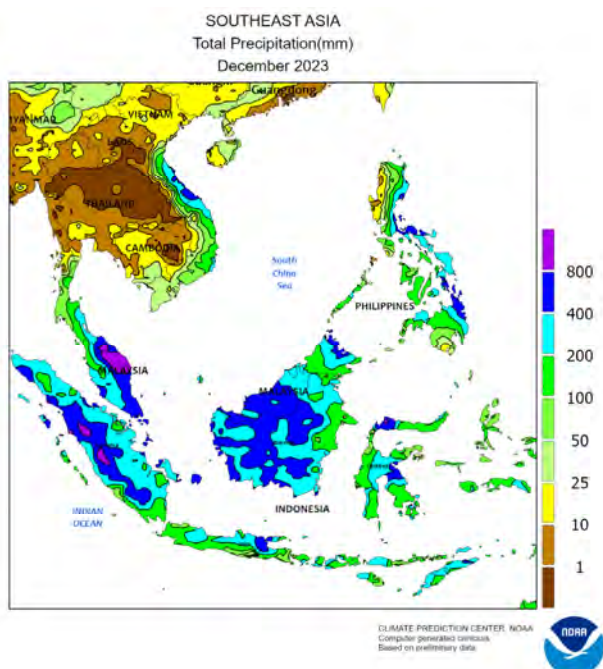 SOUTHEAST ASIA
Total Precipitation(mm)
December 2023
Guangdong
VIETNAM
LAOS
THAILAND
CAMBODIA
South
China
Sea
PHILIPPINES
MALAYSIA
MALAYSIA
INDIAN
OCEAN
INDONESIA
800
400
200
100
50
25
10
1
CLIMATE PREDICTION CENTER, NOAA
Computer generated contours
Based on preliminary data
NOAA